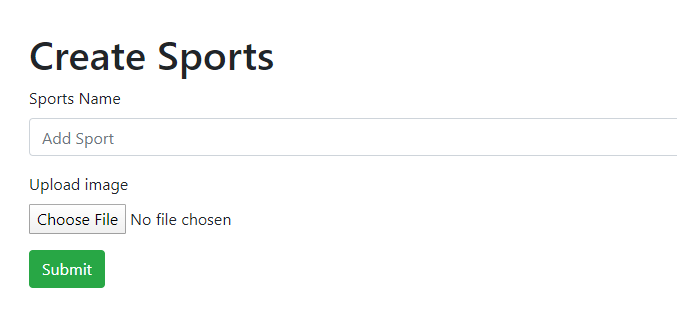 Create Sports
Sports Name
Add Sport
Upload image
Choose File No file chosen
Submit